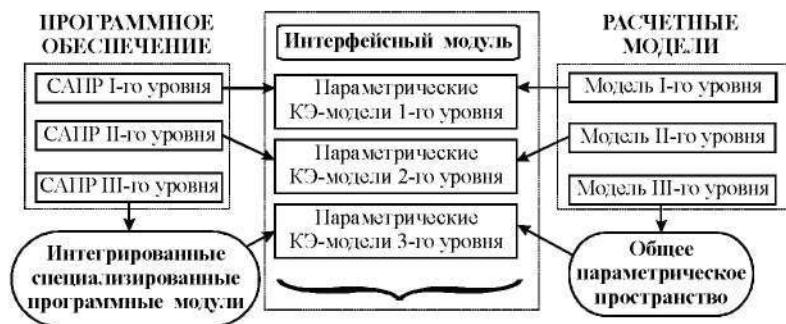 ПРОГРАММНОЕ
ОБЕСПЕЧЕНИЕ
САПР I-го уровня
САПР II-го уровня
САПР III-го уровня
Интегрированные
специализированные
программные модули
Интерфейсный модуль
Параметрические
КЭ-модели 1-го уровня
Параметрические
КЭ-модели 2-го уровня
Параметрические
КЭ-модели 3-го уровня
РАСЧЕТНЫЕ
МОДЕЛИ
Модель I-го уровня
Модель II-го уровня
Модель III-го уровня
Общее
параметрическое
пространство